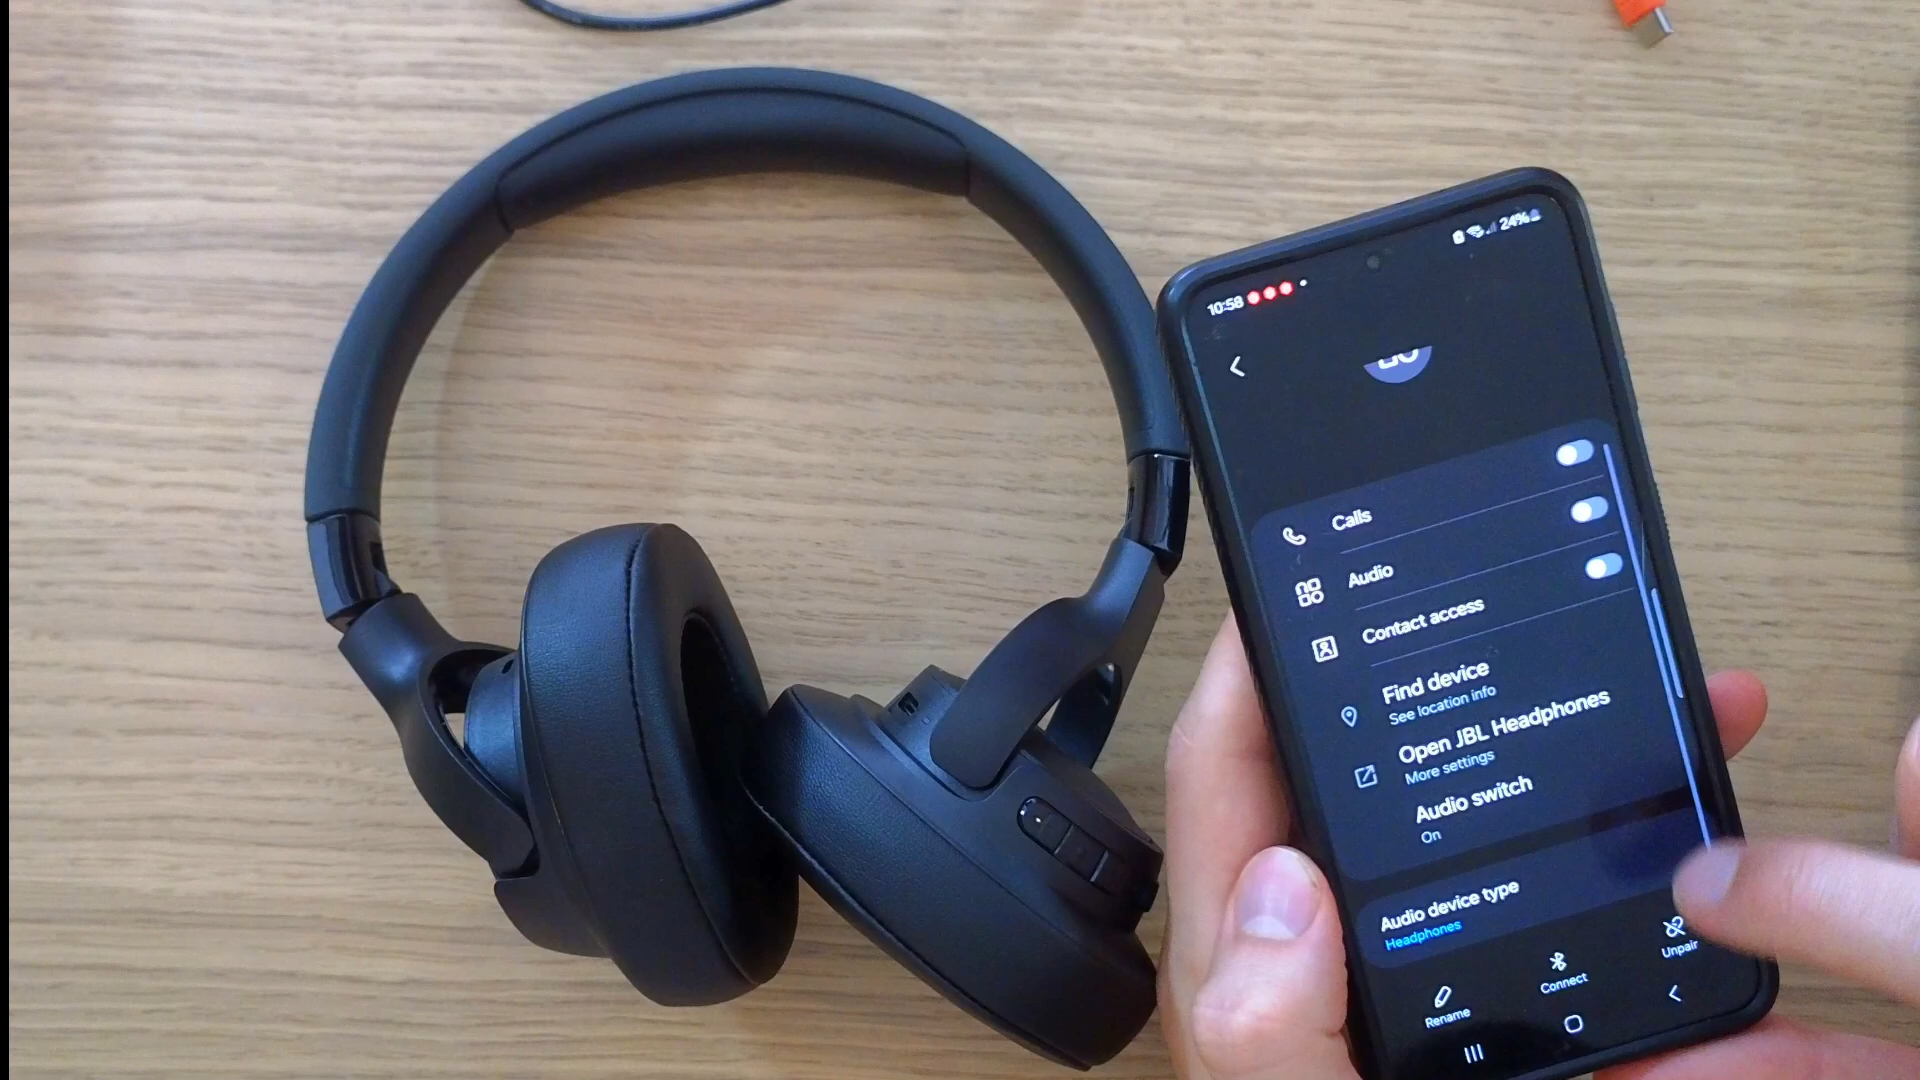 10:58
24%
Calls
Audio
Contact access
Find device
See location info
Open JBL Headphones
More settings
Audio switch
On
Audio device type
Headphones
Rename
Connect
Unpair